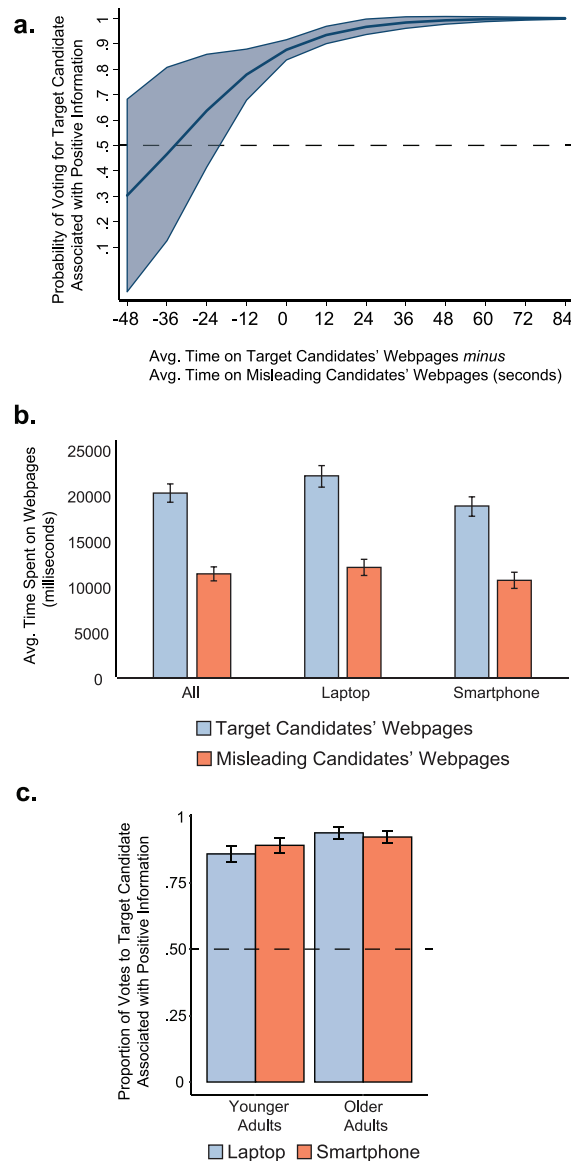 a.
Probability of Voting for Target Candidate
Associated with Positive Information
1
.9
.8
.7
.6
.5
.4
.3
.2
.1
-48 -36 -24 -12 0 12 24 36 48 60 72 84
Avg. Time on Target Candidates' Webpages minus
Avg. Time on Misleading Candidates' Webpages (seconds)
b.
Avg. Time Spent on Webpages
(milliseconds)
25000
20000
15000
10000
5000
0
All Laptop Smartphone
Target Candidates' Webpages
Misleading Candidates' Webpages
c.
Proportion of Votes to Target Candidate
Associated with Positive Information
1
.75
.50
.25
0
Younger Older
Adults Adults
Laptop Smartphone